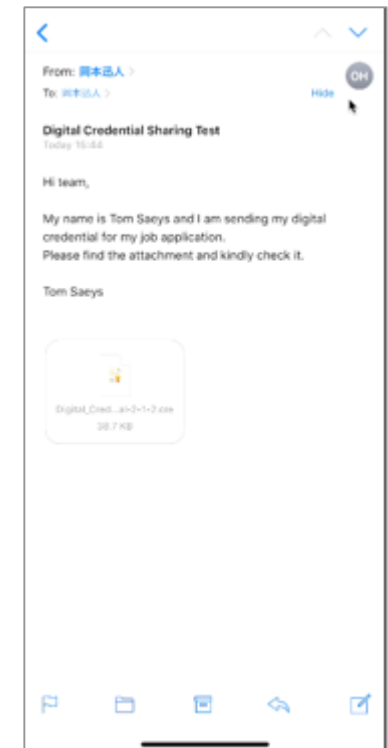 From: 岡本迅人
OH
To: 岡本迅人
Hide
Digital Credential Sharing Test
Today 15:44
Hi team,
My name is Tom Saeys and I am sending my digital
credential for my job application.
Please find the attachment and kindly check it.
Tom Saeys
38.7 KB